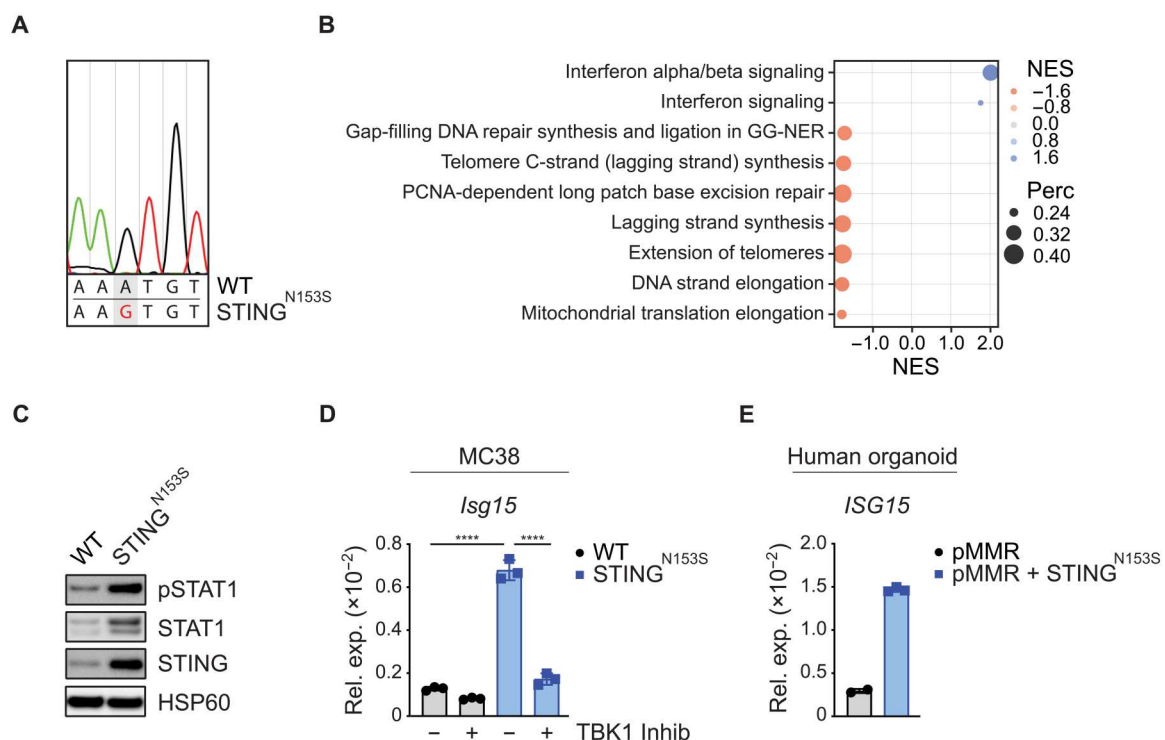 A
A A A T G T WT
A A G T G T STING^N153S
B
Interferon alpha/beta signaling
Interferon signaling
Gap-filling DNA repair synthesis and ligation in GG-NER
Telomere C-strand (lagging strand) synthesis
PCNA-dependent long patch base excision repair
Lagging strand synthesis
Extension of telomeres
DNA strand elongation
Mitochondrial translation elongation
−1.0 0.0 1.0 2.0
NES
NES
−1.6
−0.8
0.0
0.8
1.6
Perc
0.24
0.32
0.40
C
WT STING^N153S
pSTAT1
STAT1
STING
HSP60
D
MC38
Isg15
**** ****
WT
STING^N153S
Rel. exp. (×10⁻²)
0.8
0.6
0.4
0.2
0
− + − + TBK1 Inhib
E
Human organoid
ISG15
pMMR
pMMR + STING^N153S
Rel. exp. (×10⁻²)
2.0
1.5
1.0
0.5
0